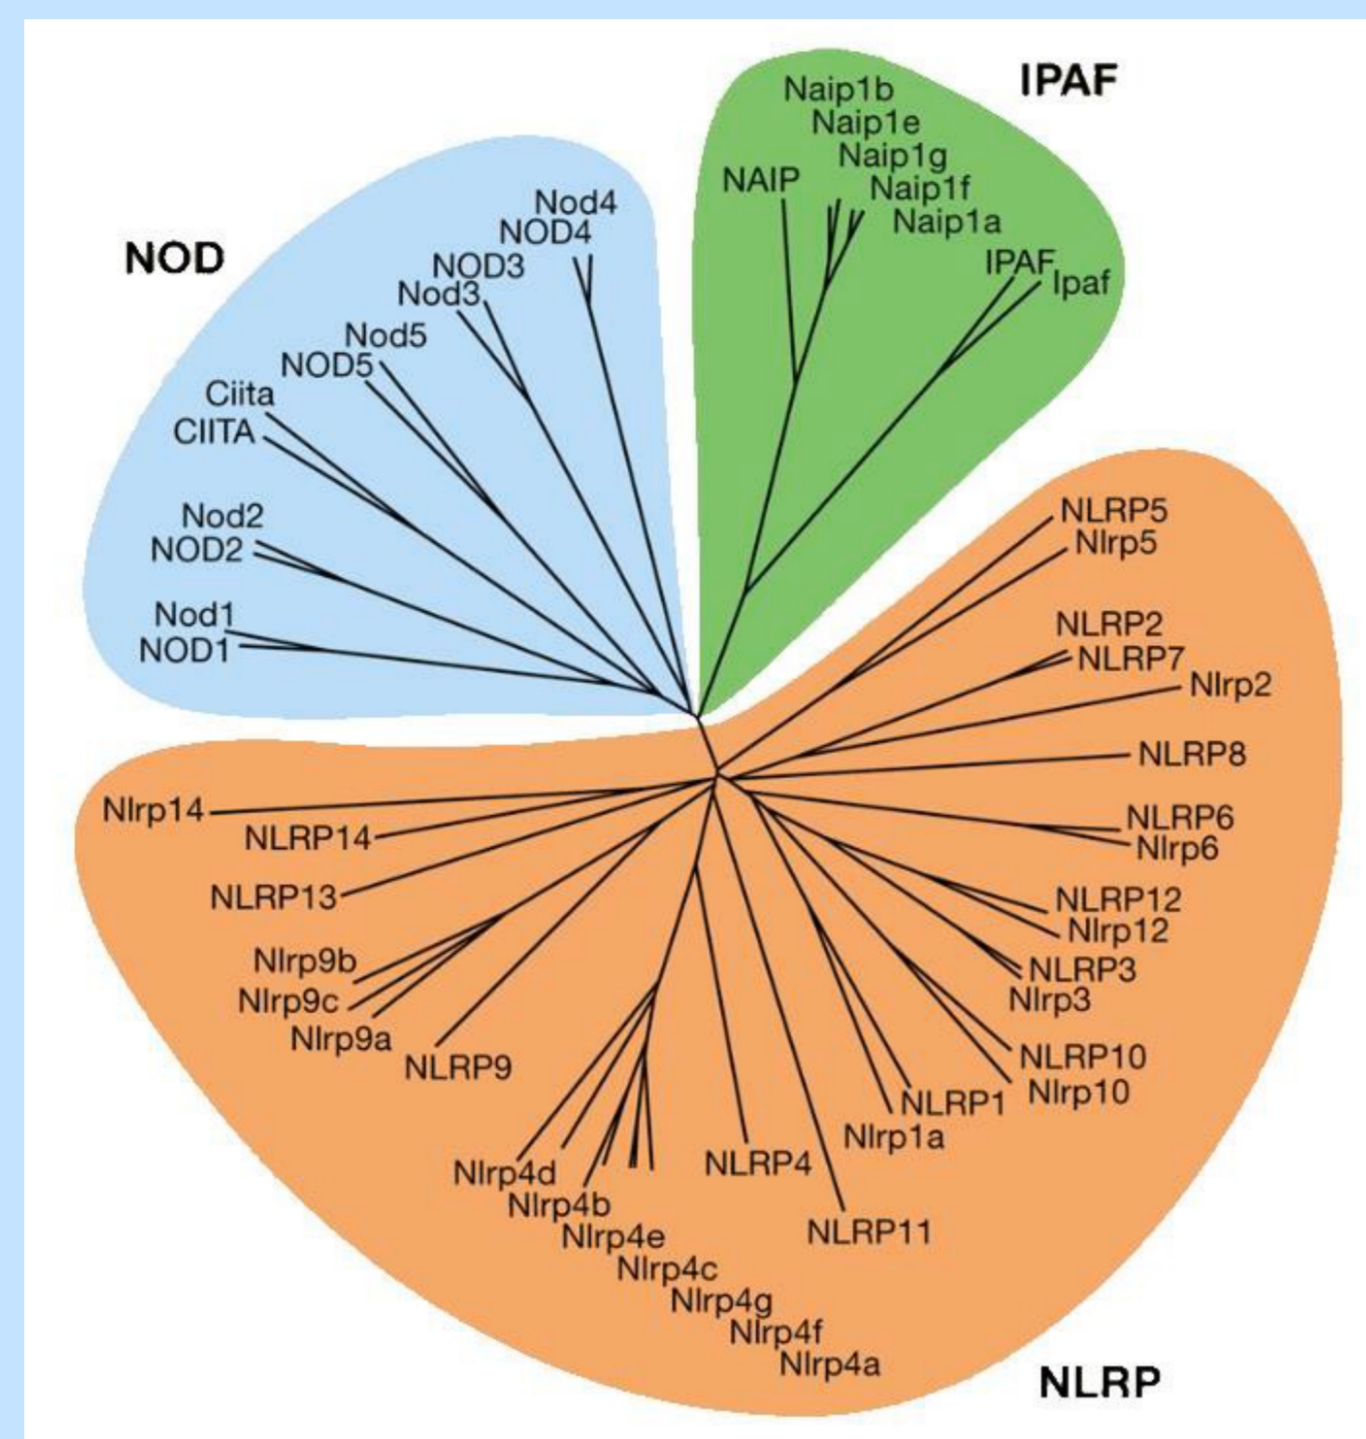 IPAF
Naip1b
Naip1e
Naip1g
NAIP
Naip1f
Naip1a
IPAF
Ipaf
NOD
Nod4
NOD4
NOD3
Nod3
Nod5
NOD5
Ciita
CIITA
Nod2
NOD2
Nod1
NOD1
NLRP5
Nlrp5
NLRP2
NLRP7
Nlrp2
NLRP8
NLRP6
Nlrp6
NLRP12
Nlrp12
NLRP3
Nlrp3
NLRP10
Nlrp10
NLRP1
Nlrp1a
NLRP11
NLRP4
Nlrp14
NLRP14
NLRP13
Nlrp9b
Nlrp9c
Nlrp9a
NLRP9
Nlrp4d
Nlrp4b
Nlrp4e
Nlrp4c
Nlrp4g
Nlrp4f
Nlrp4a
NLRP